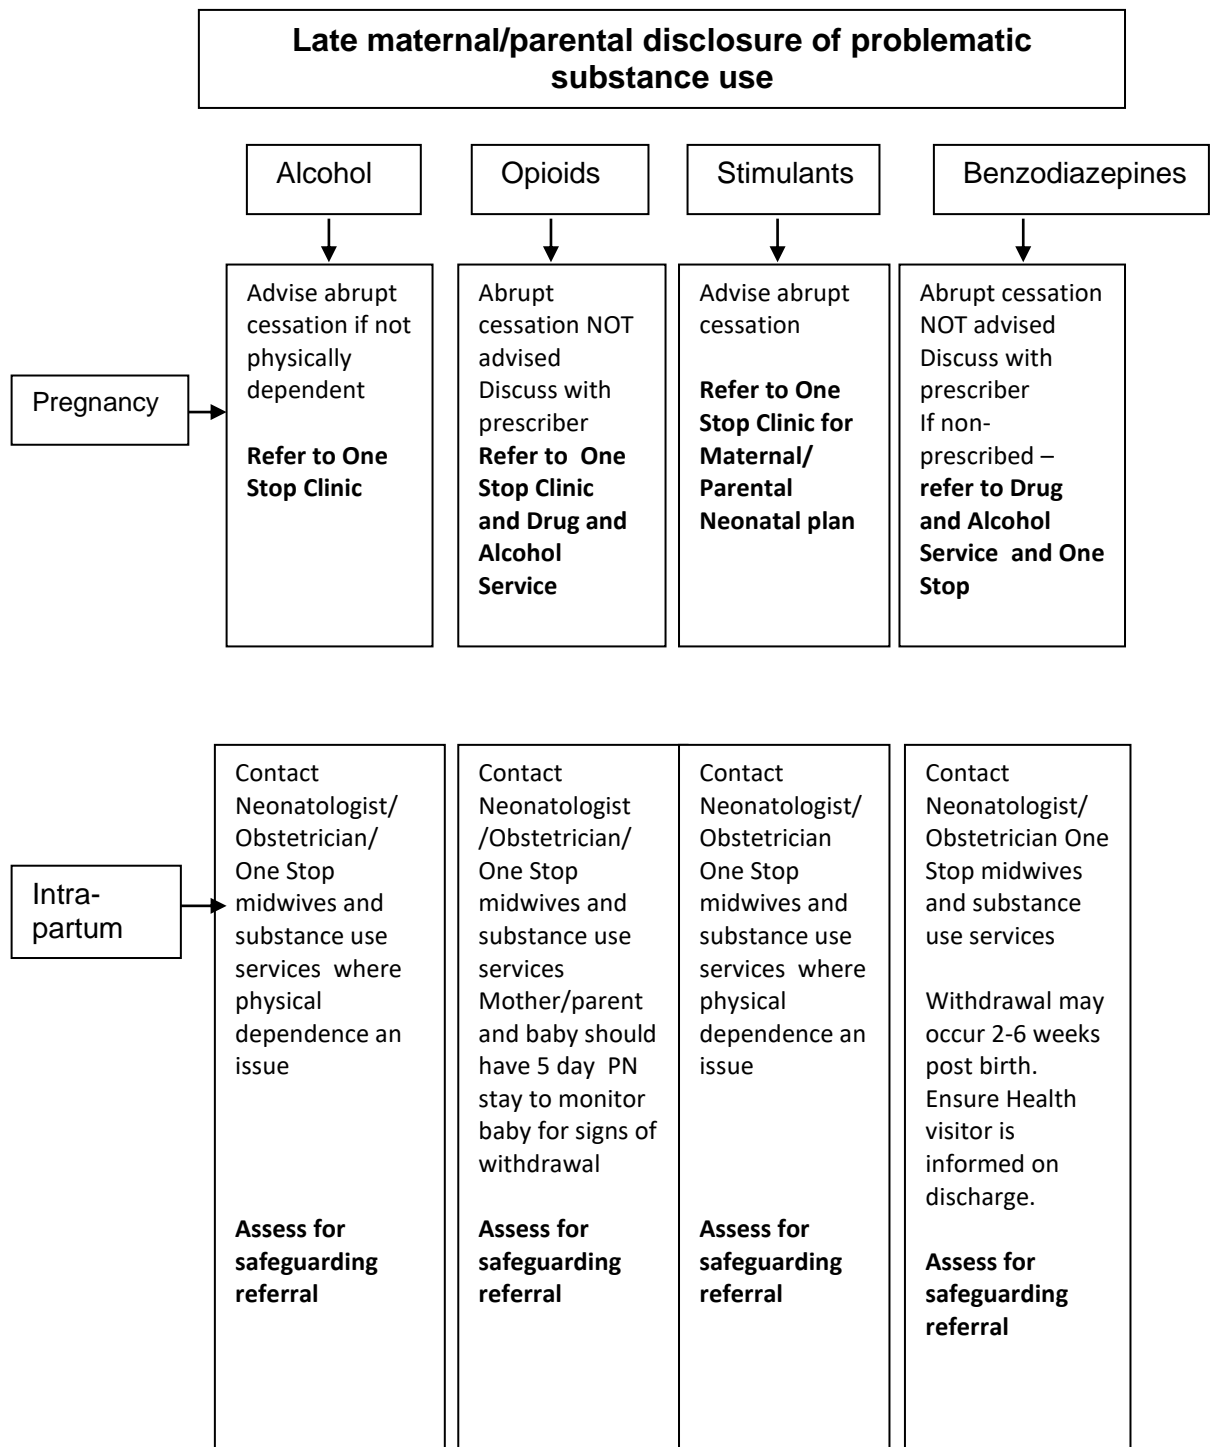 Late maternal/parental disclosure of problematic
substance use
Alcohol
Opioids
Stimulants
Benzodiazepines
Pregnancy
Advise abrupt
cessation if not
physically
dependent
Refer to One
Stop Clinic
Abrupt
cessation NOT
advised
Discuss with
prescriber
Refer to  One
Stop Clinic
and Drug and
Alcohol
Service
Advise abrupt
cessation
Refer to One
Stop Clinic for
Maternal/
Parental
Neonatal plan
Abrupt cessation
NOT advised
Discuss with
prescriber
If non-
prescribed –
refer to Drug
and Alcohol
Service  and One
Stop
Intra-
partum
Contact
Neonatologist/
Obstetrician/
One Stop
midwives and
substance use
services  where
physical
dependence an
issue
Assess for
safeguarding
referral
Contact
Neonatologist
/Obstetrician/
One Stop
midwives and
substance use
services
Mother/parent
and baby should
have 5 day  PN
stay to monitor
baby for signs of
withdrawal
Assess for
safeguarding
referral
Contact
Neonatologist/
Obstetrician
One Stop
midwives and
substance use
services  where
physical
dependence an
issue
Assess for
safeguarding
referral
Contact
Neonatologist/
Obstetrician One
Stop midwives
and substance
use services
Withdrawal may
occur 2-6 weeks
post birth.
Ensure Health
visitor is
informed on
discharge.
Assess for
safeguarding
referral